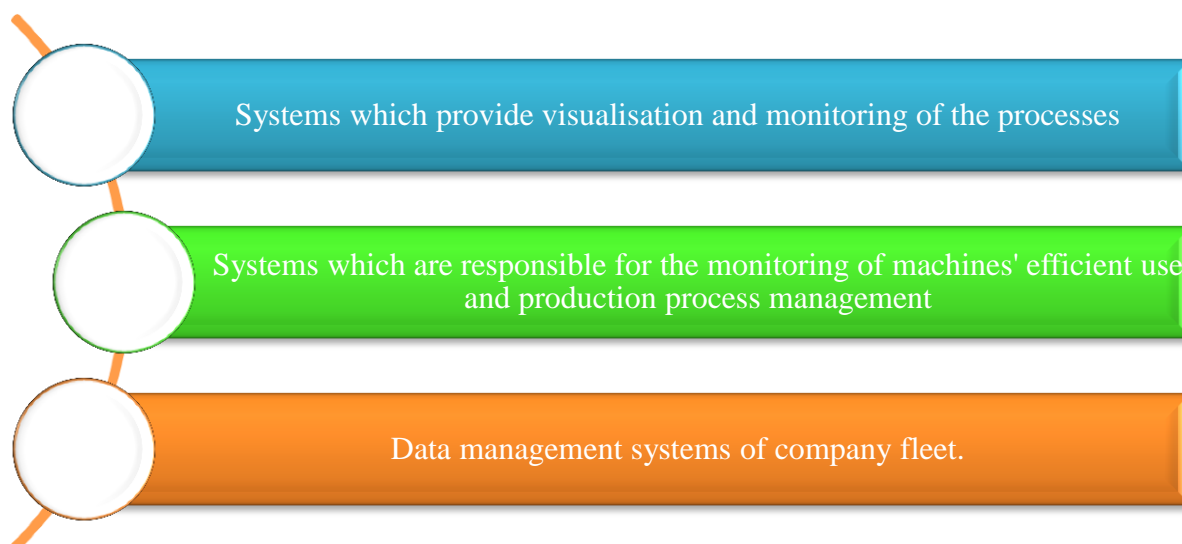 Systems which provide visualisation and monitoring of the processes
Systems which are responsible for the monitoring of machines' efficient use
and production process management
Data management systems of company fleet.